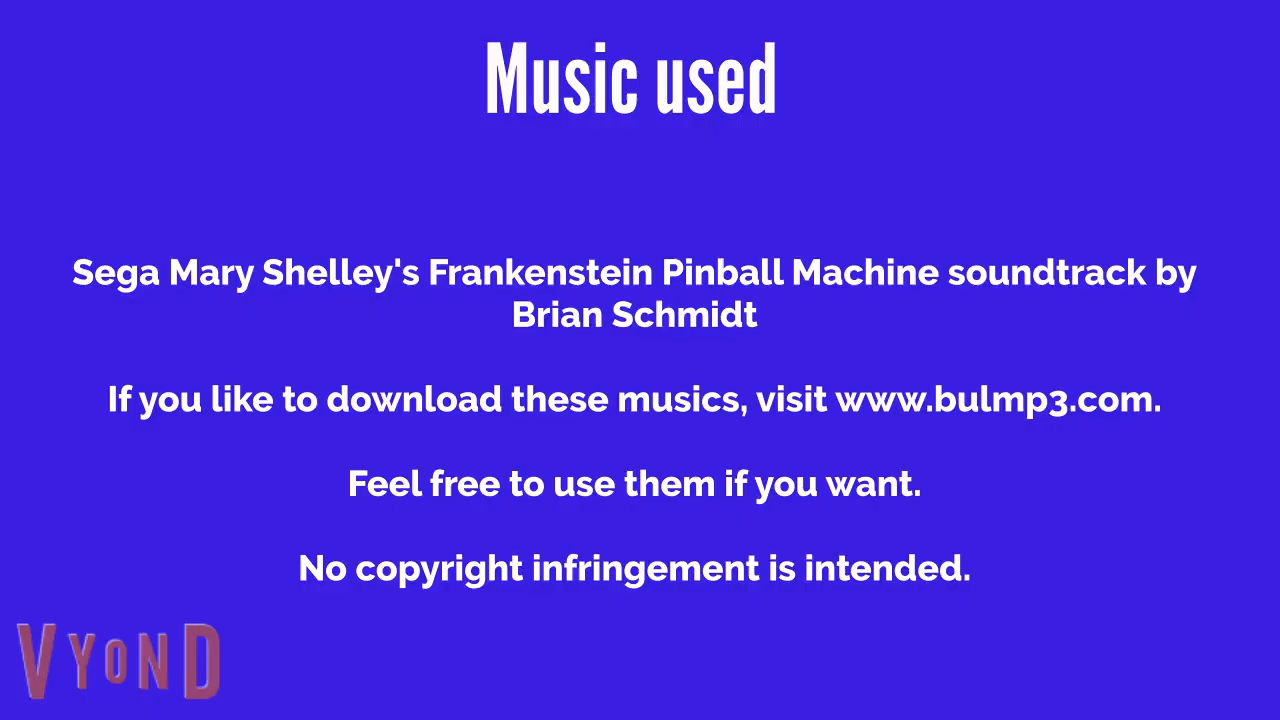 Music used
Sega Mary Shelley's Frankenstein Pinball Machine soundtrack by
Brian Schmidt
If you like to download these musics, visit www.bulmp3.com.
Feel free to use them if you want.
No copyright infringement is intended.
VYOND